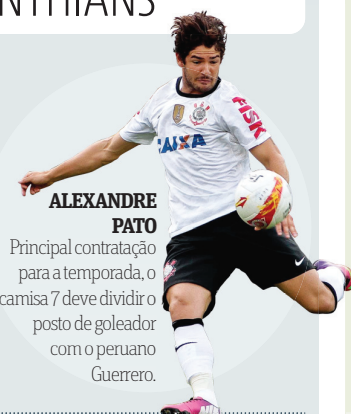 NTHIANS
FISK
CAIXA
ALEXANDRE
PATO
Principal contratação
para a temporada, o
camisa 7 deve dividir o
posto de goleador
com o peruano
Guerrero.